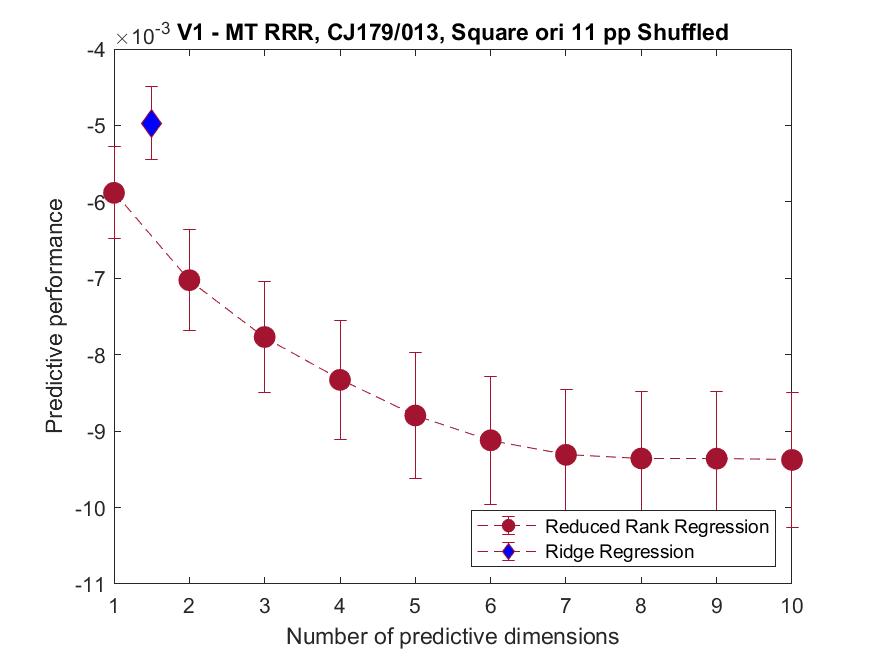 ×10-3 V1 - MT RRR, CJ179/013, Square ori 11 pp Shuffled
-4
-5
-6
-7
-8
-9
-10
-11
Predictive performance
Reduced Rank Regression
Ridge Regression
1 2 3 4 5 6 7 8 9 10
Number of predictive dimensions